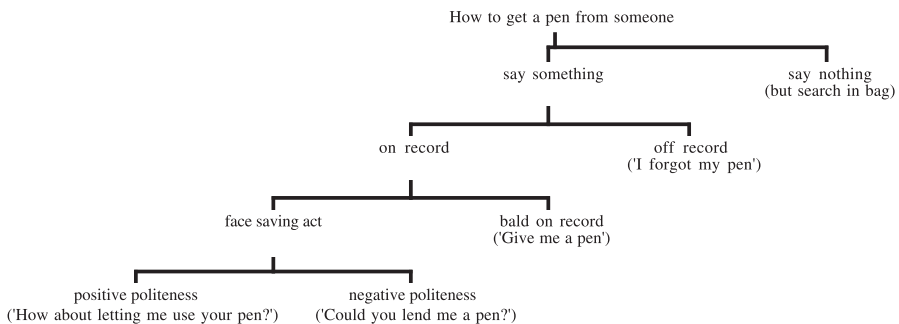 How to get a pen from someone
say something
say nothing
(but search in bag)
on record
off record
('I forgot my pen')
face saving act
bald on record
('Give me a pen')
positive politeness
('How about letting me use your pen?')
negative politeness
('Could you lend me a pen?')